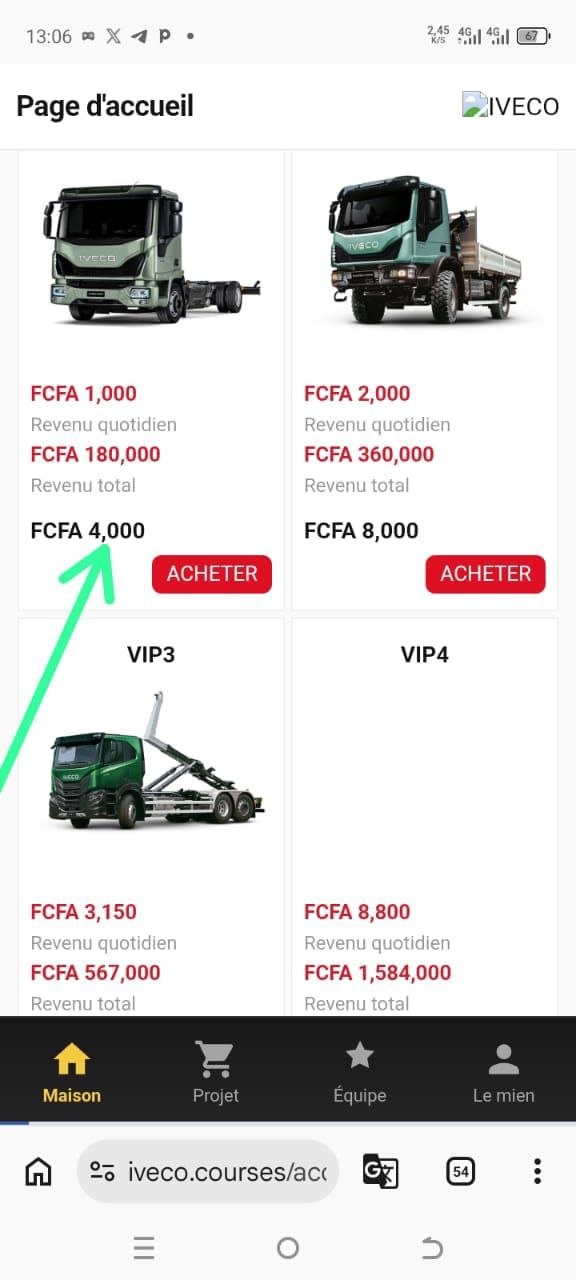 13:06
2,45
K/S
4G
4G
67
Page d'accueil
IVECO
IVECO
IVECO
FCFA 1,000
FCFA 2,000
Revenu quotidien
Revenu quotidien
FCFA 180,000
FCFA 360,000
Revenu total
Revenu total
FCFA 4,000
FCFA 8,000
ACHETER
ACHETER
VIP3
VIP4
IVECO
FCFA 3,150
FCFA 8,800
Revenu quotidien
Revenu quotidien
FCFA 567,000
FCFA 1,584,000
Revenu total
Revenu total
Maison
Projet
Équipe
Le mien
iveco.courses/acc
54